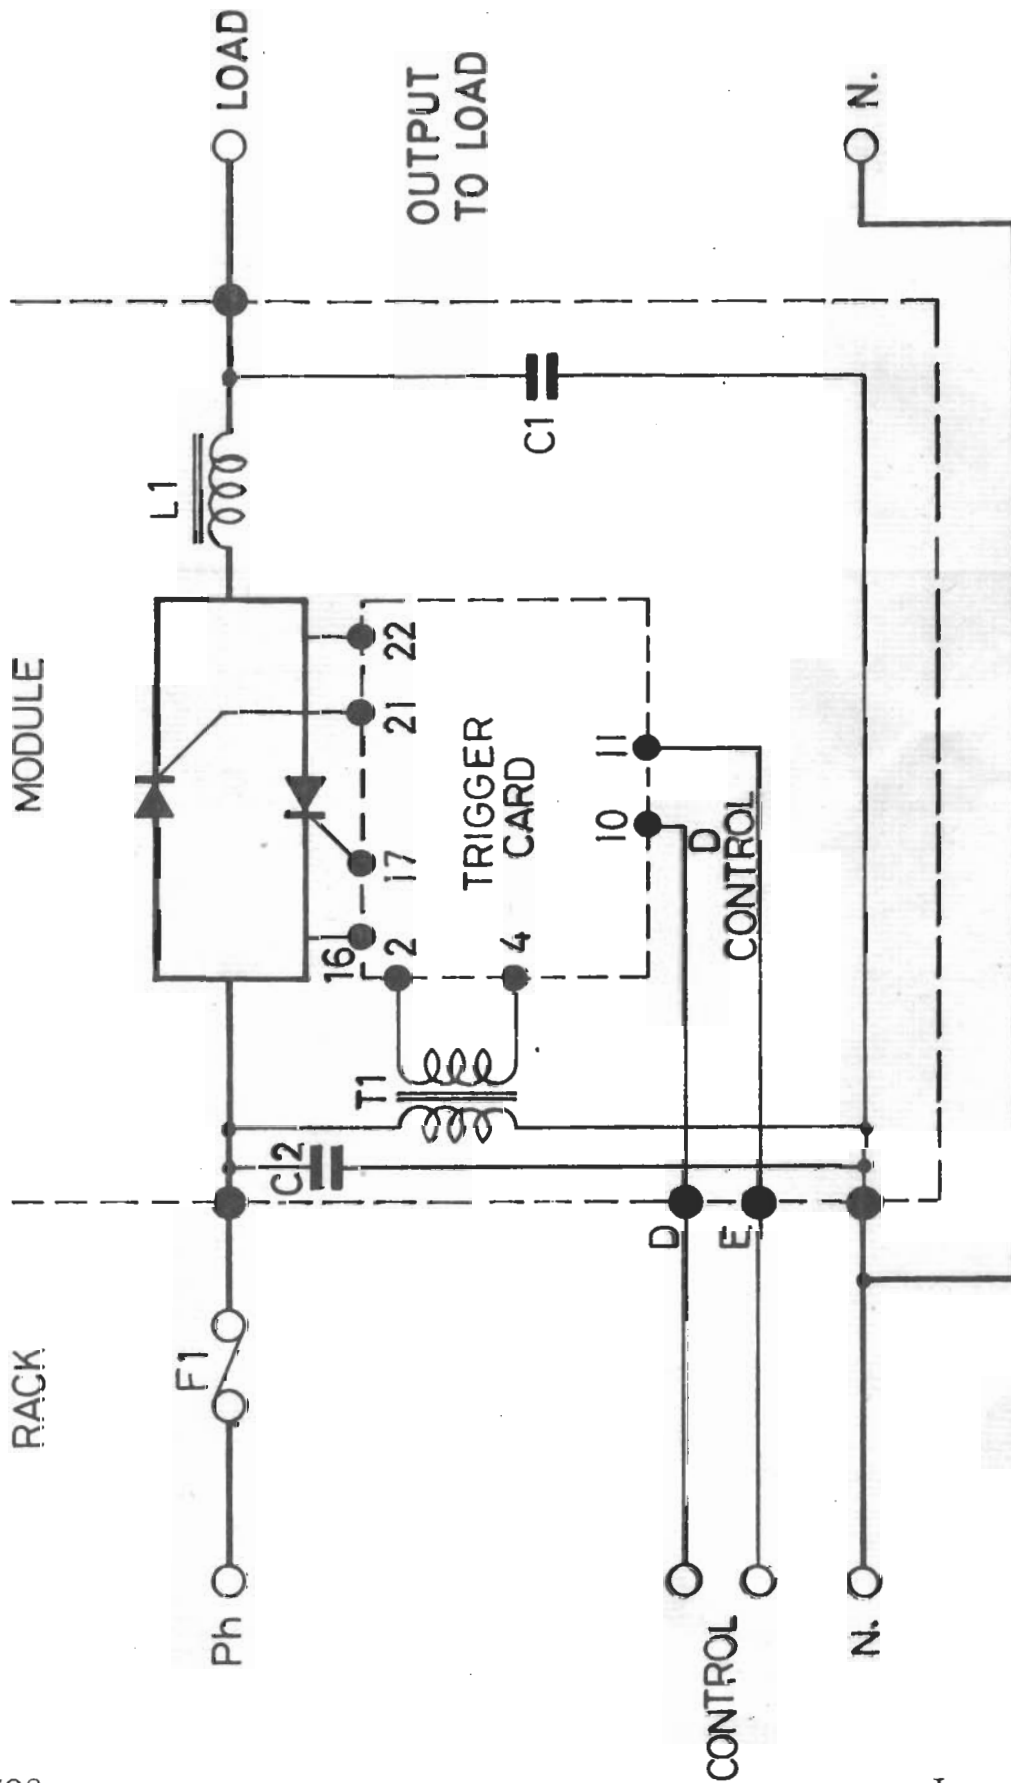 RACK
MODULE
Ph
F1
C2
T1
L1
LOAD
16
17
21
22
2
4
TRIGGER
CARD
10
11
C1
OUTPUT
TO LOAD
D
D
CONTROL
E
CONTROL
N.
N.